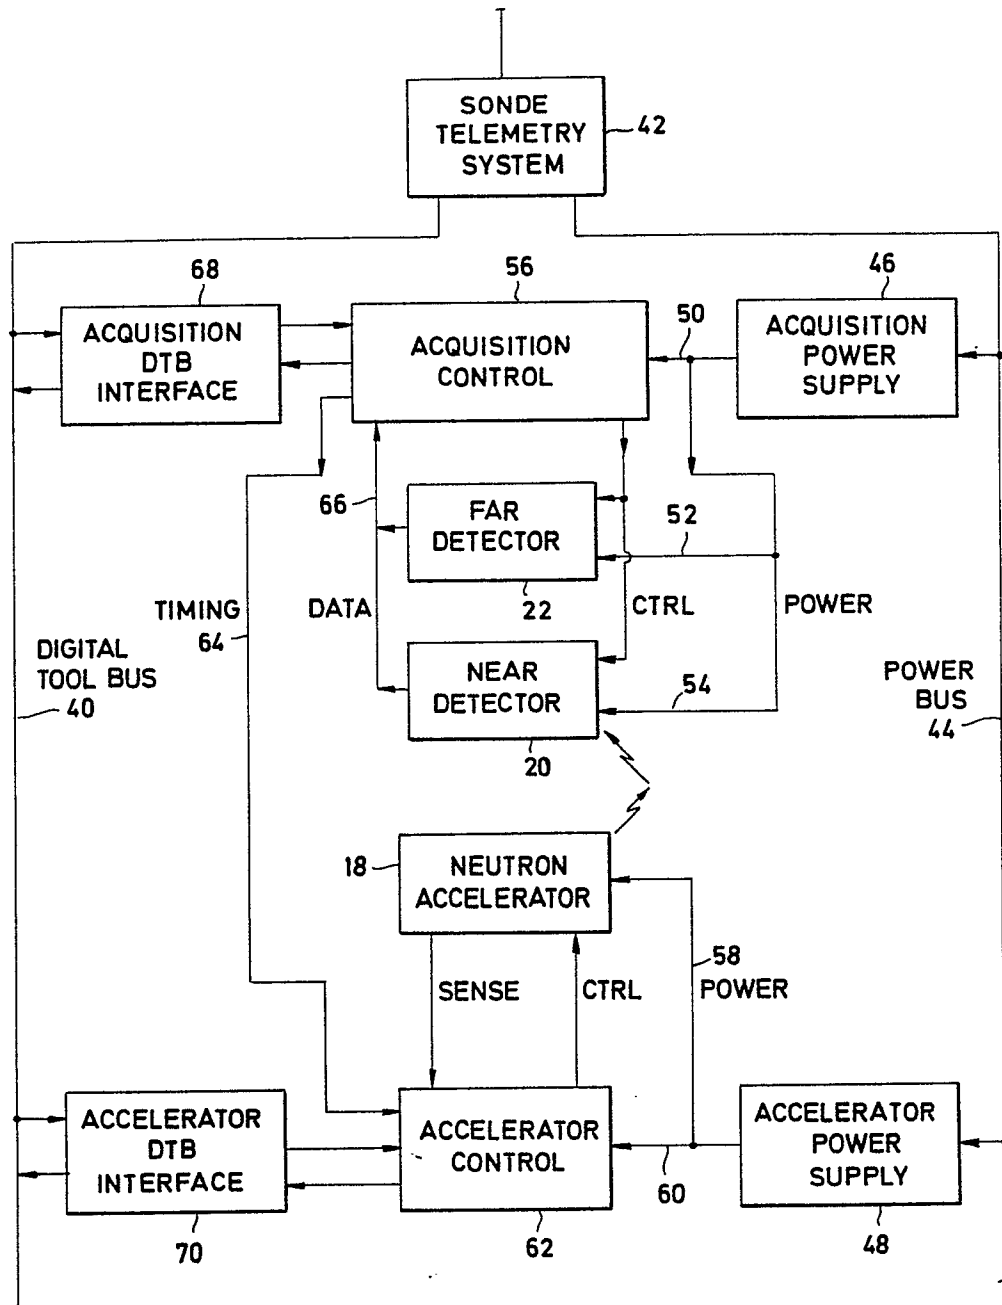 SONDE
TELEMETRY
SYSTEM
42
68
56
46
ACQUISITION
DTB
INTERFACE
ACQUISITION
CONTROL
50
ACQUISITION
POWER
SUPPLY
66
FAR
DETECTOR
52
22
TIMING
64
DATA
CTRL
POWER
DIGITAL
TOOL BUS
40
NEAR
DETECTOR
54
POWER
BUS
44
20
18
NEUTRON
ACCELERATOR
58
SENSE
CTRL
POWER
ACCELERATOR
DTB
INTERFACE
ACCELERATOR
CONTROL
60
ACCELERATOR
POWER
SUPPLY
70
62
48